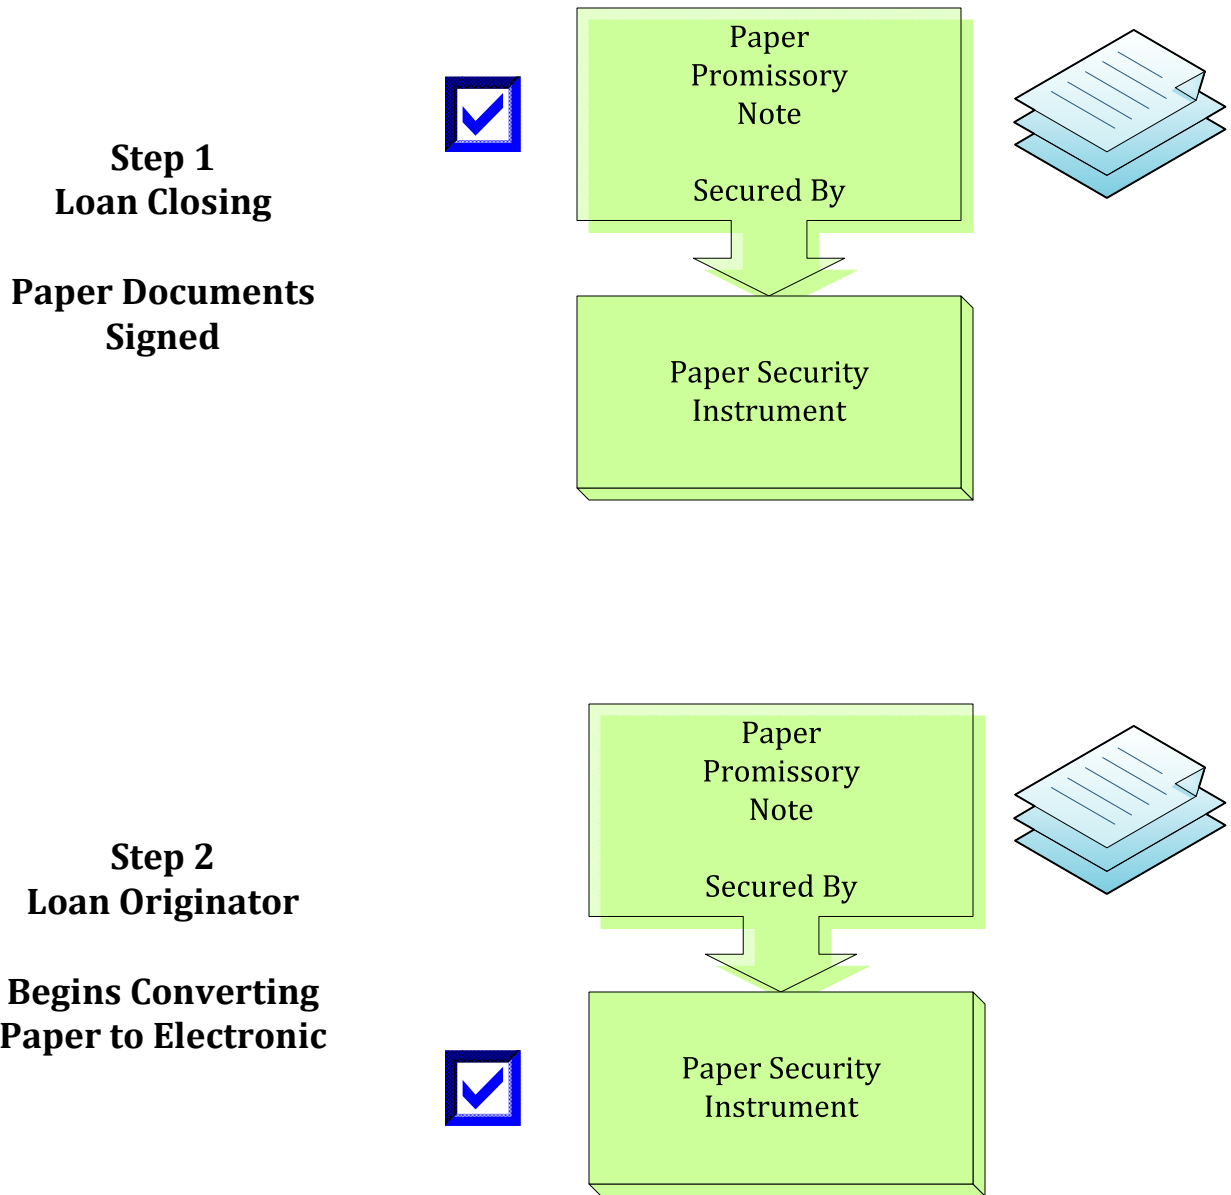 Step 1
Loan Closing
Paper Documents
Signed
Paper
Promissory
Note
Secured By
Paper Security
Instrument
Step 2
Loan Originator
Begins Converting
Paper to Electronic
Paper
Promissory
Note
Secured By
Paper Security
Instrument